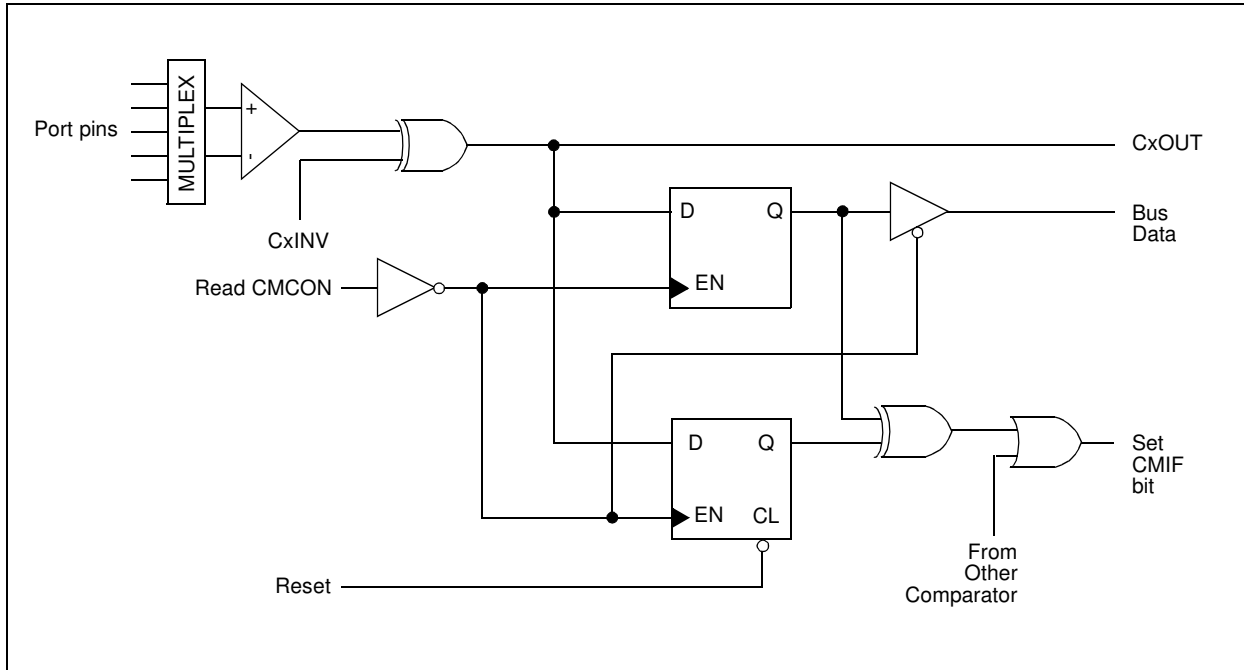 MULTIPLEX
Port pins
+
-
CxINV
CxOUT
D
Q
EN
Bus
Data
Read CMCON
D
Q
EN
CL
Set
CMIF
bit
From
Other
Comparator
Reset